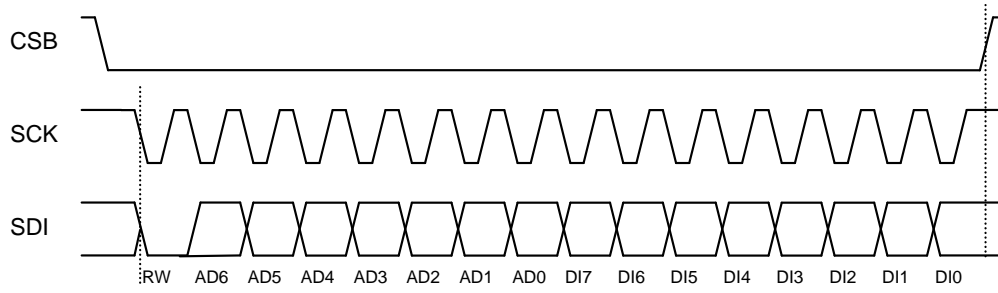 CSB
SCK
SDI
RW AD6 AD5 AD4 AD3 AD2 AD1 AD0 DI7 DI6 DI5 DI4 DI3 DI2 DI1 DI0